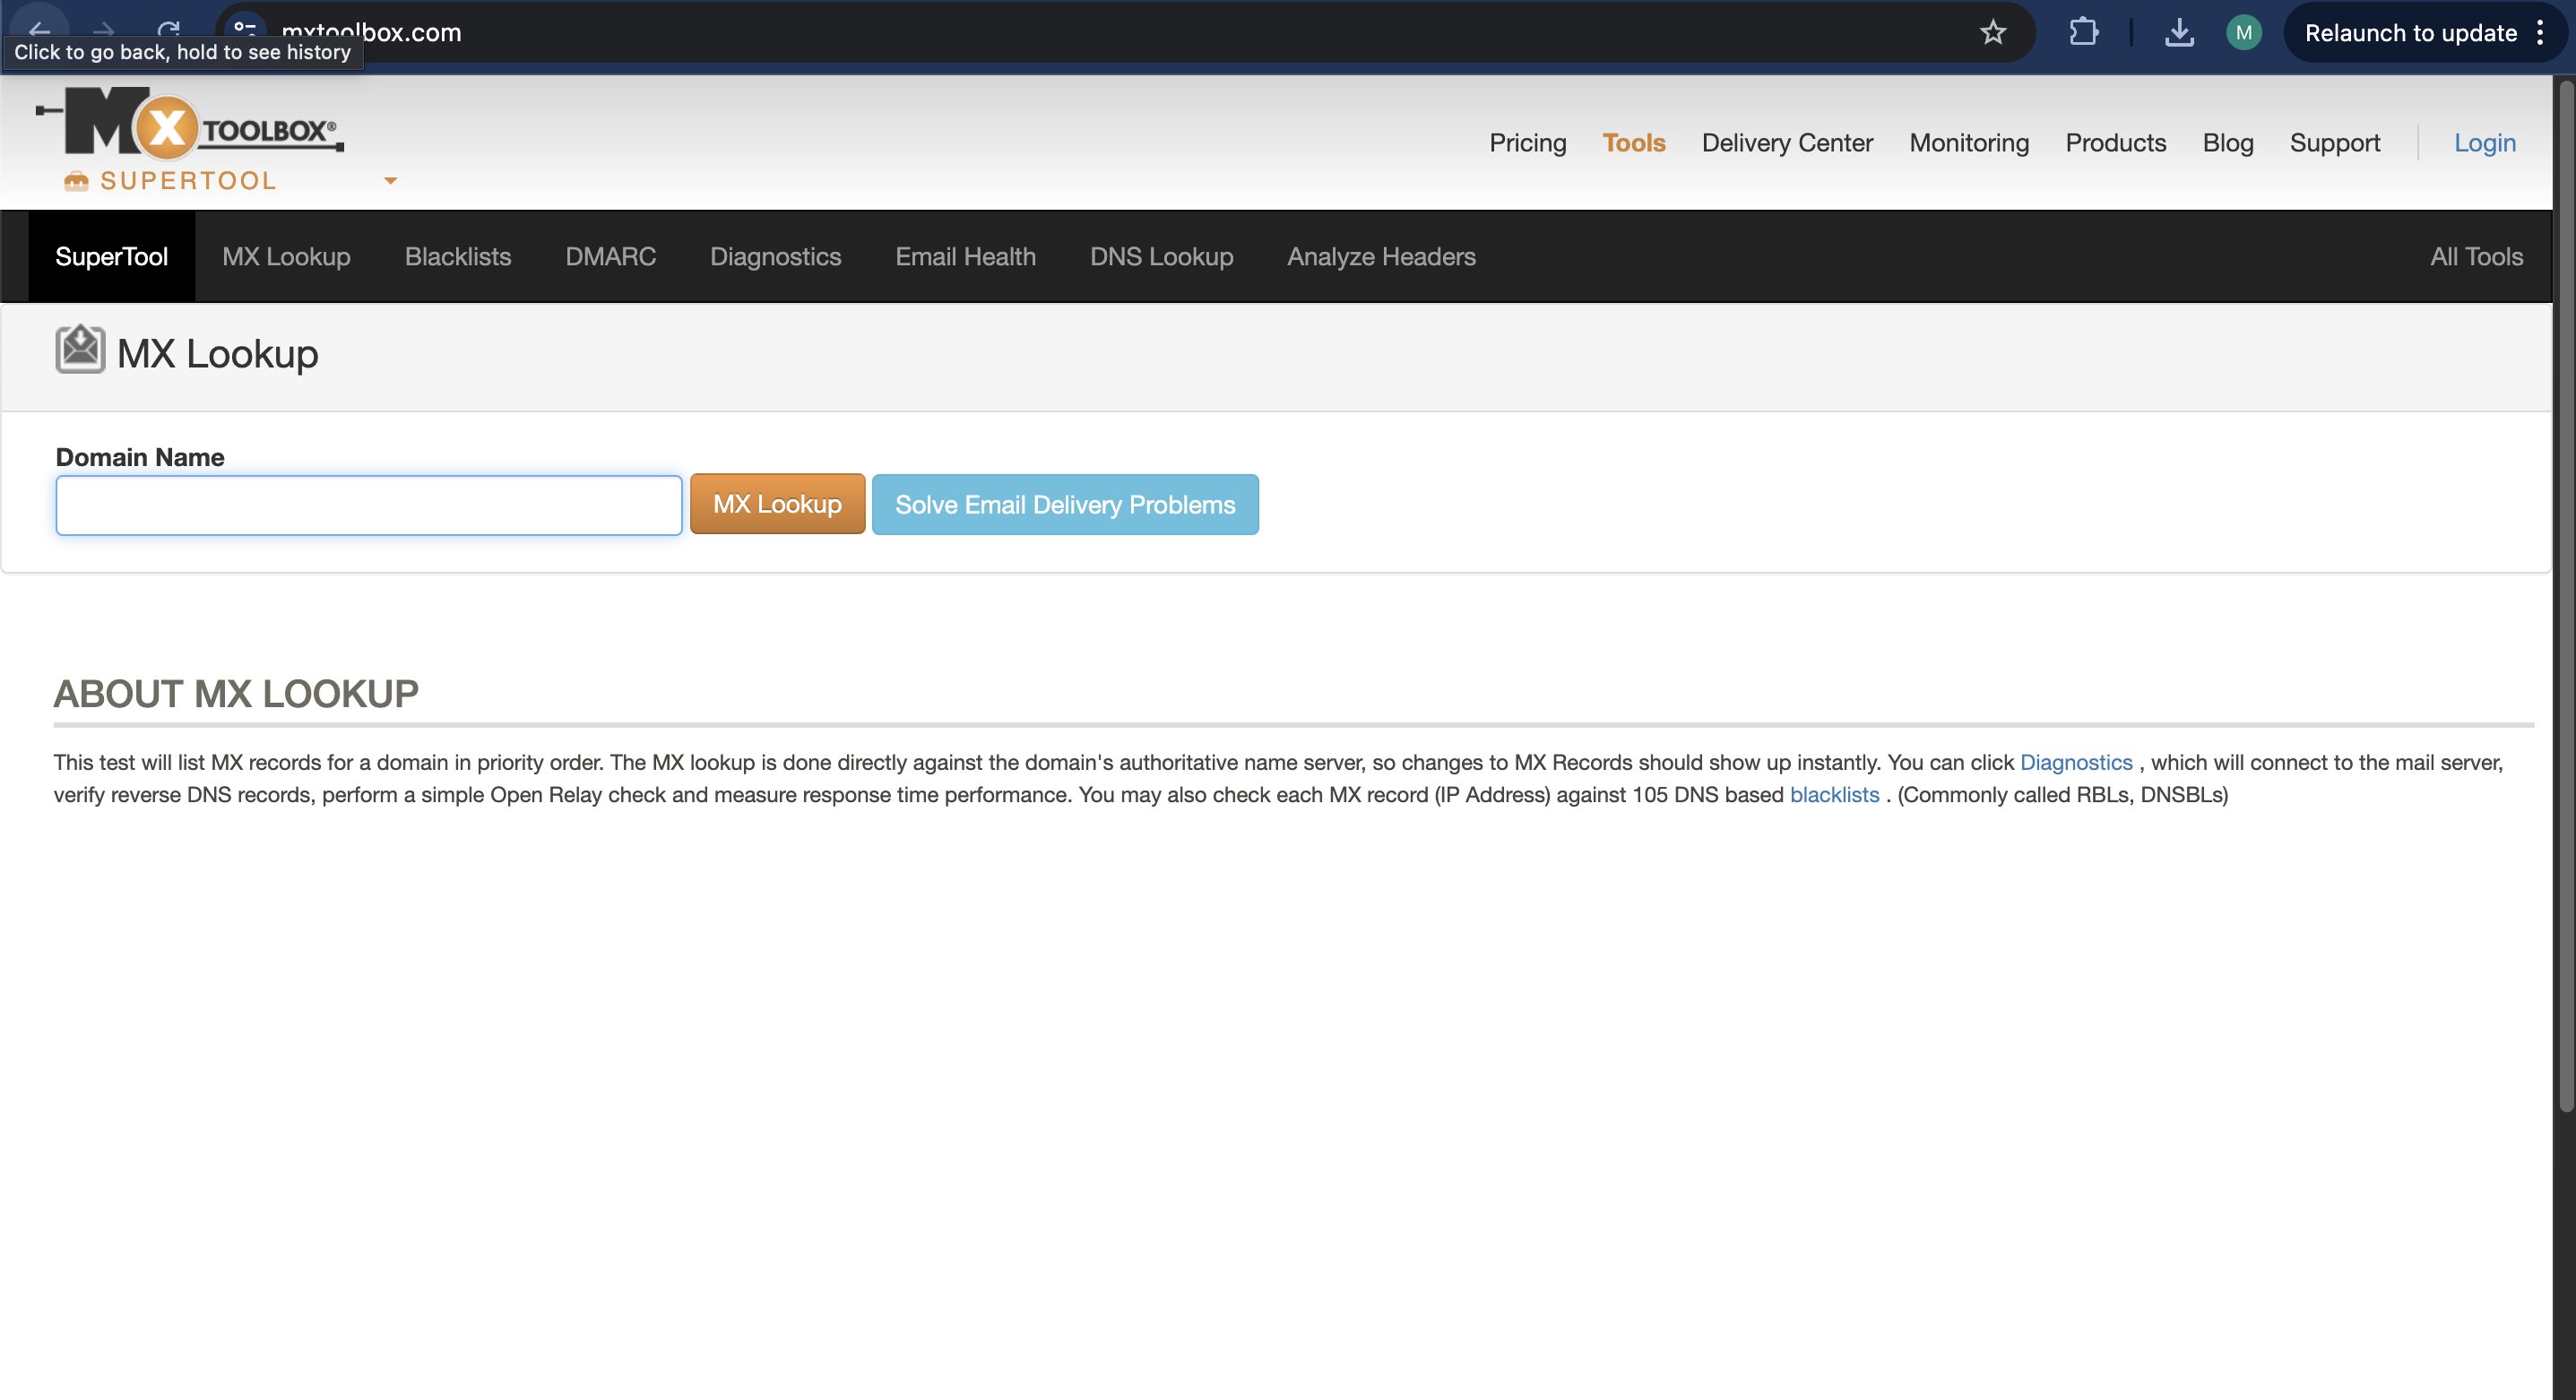 mxtoolbox.com
Relaunch to update
M
Click to go back, hold to see history
MX TOOLBOX®
SUPERTOOL
Pricing
Tools
Delivery Center
Monitoring
Products
Blog
Support
Login
SuperTool
MX Lookup
Blacklists
DMARC
Diagnostics
Email Health
DNS Lookup
Analyze Headers
All Tools
MX Lookup
Domain Name
MX Lookup
Solve Email Delivery Problems
ABOUT MX LOOKUP
This test will list MX records for a domain in priority order. The MX lookup is done directly against the domain's authoritative name server, so changes to MX Records should show up instantly. You can click Diagnostics , which will connect to the mail server,
verify reverse DNS records, perform a simple Open Relay check and measure response time performance. You may also check each MX record (IP Address) against 105 DNS based blacklists . (Commonly called RBLs, DNSBLs)